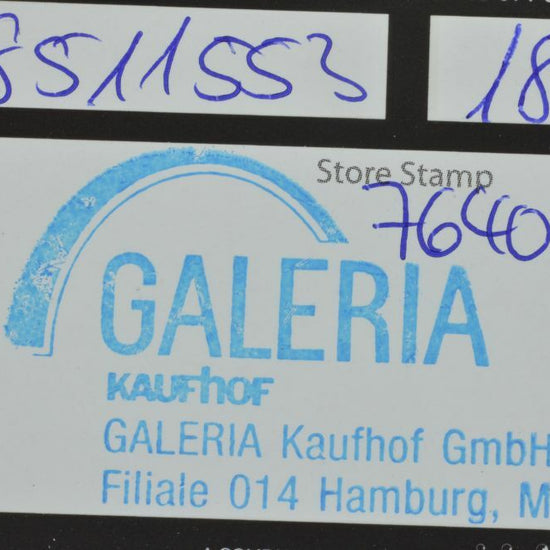 8511553 18
Store Stamp
7640
GALERIA
KAUFhOF
GALERIA Kaufhof GmbH
Filiale 014 Hamburg, M